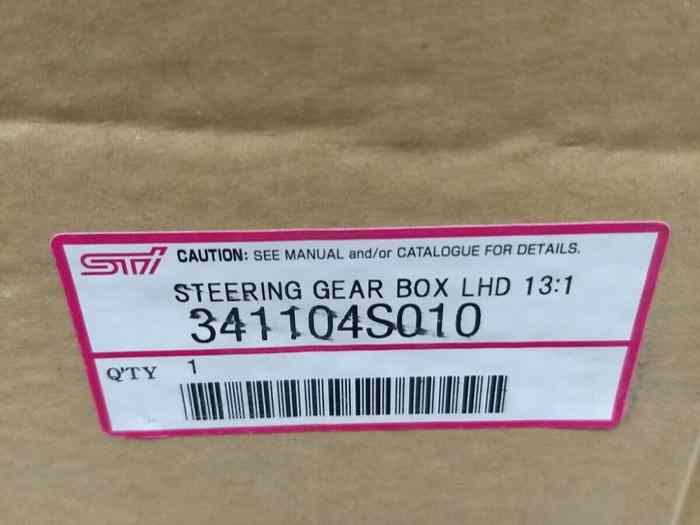 STI CAUTION: SEE MANUAL and/or CATALOGUE FOR DETAILS.
STEERING GEAR BOX LHD 13:1
341104S010
Q'TY 1